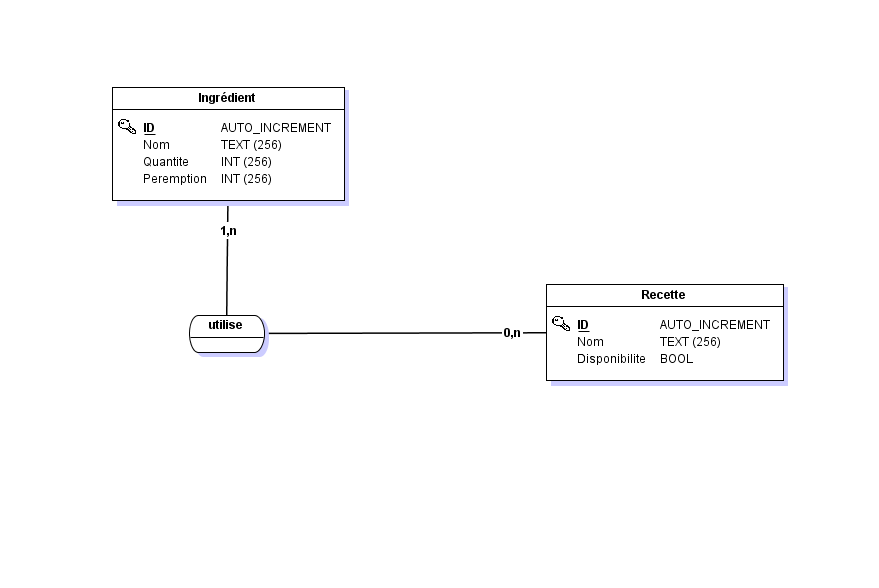 Ingrédient
ID AUTO_INCREMENT
Nom TEXT (256)
Quantite INT (256)
Peremption INT (256)
1,n
utilise
0,n
Recette
ID AUTO_INCREMENT
Nom TEXT (256)
Disponibilite BOOL